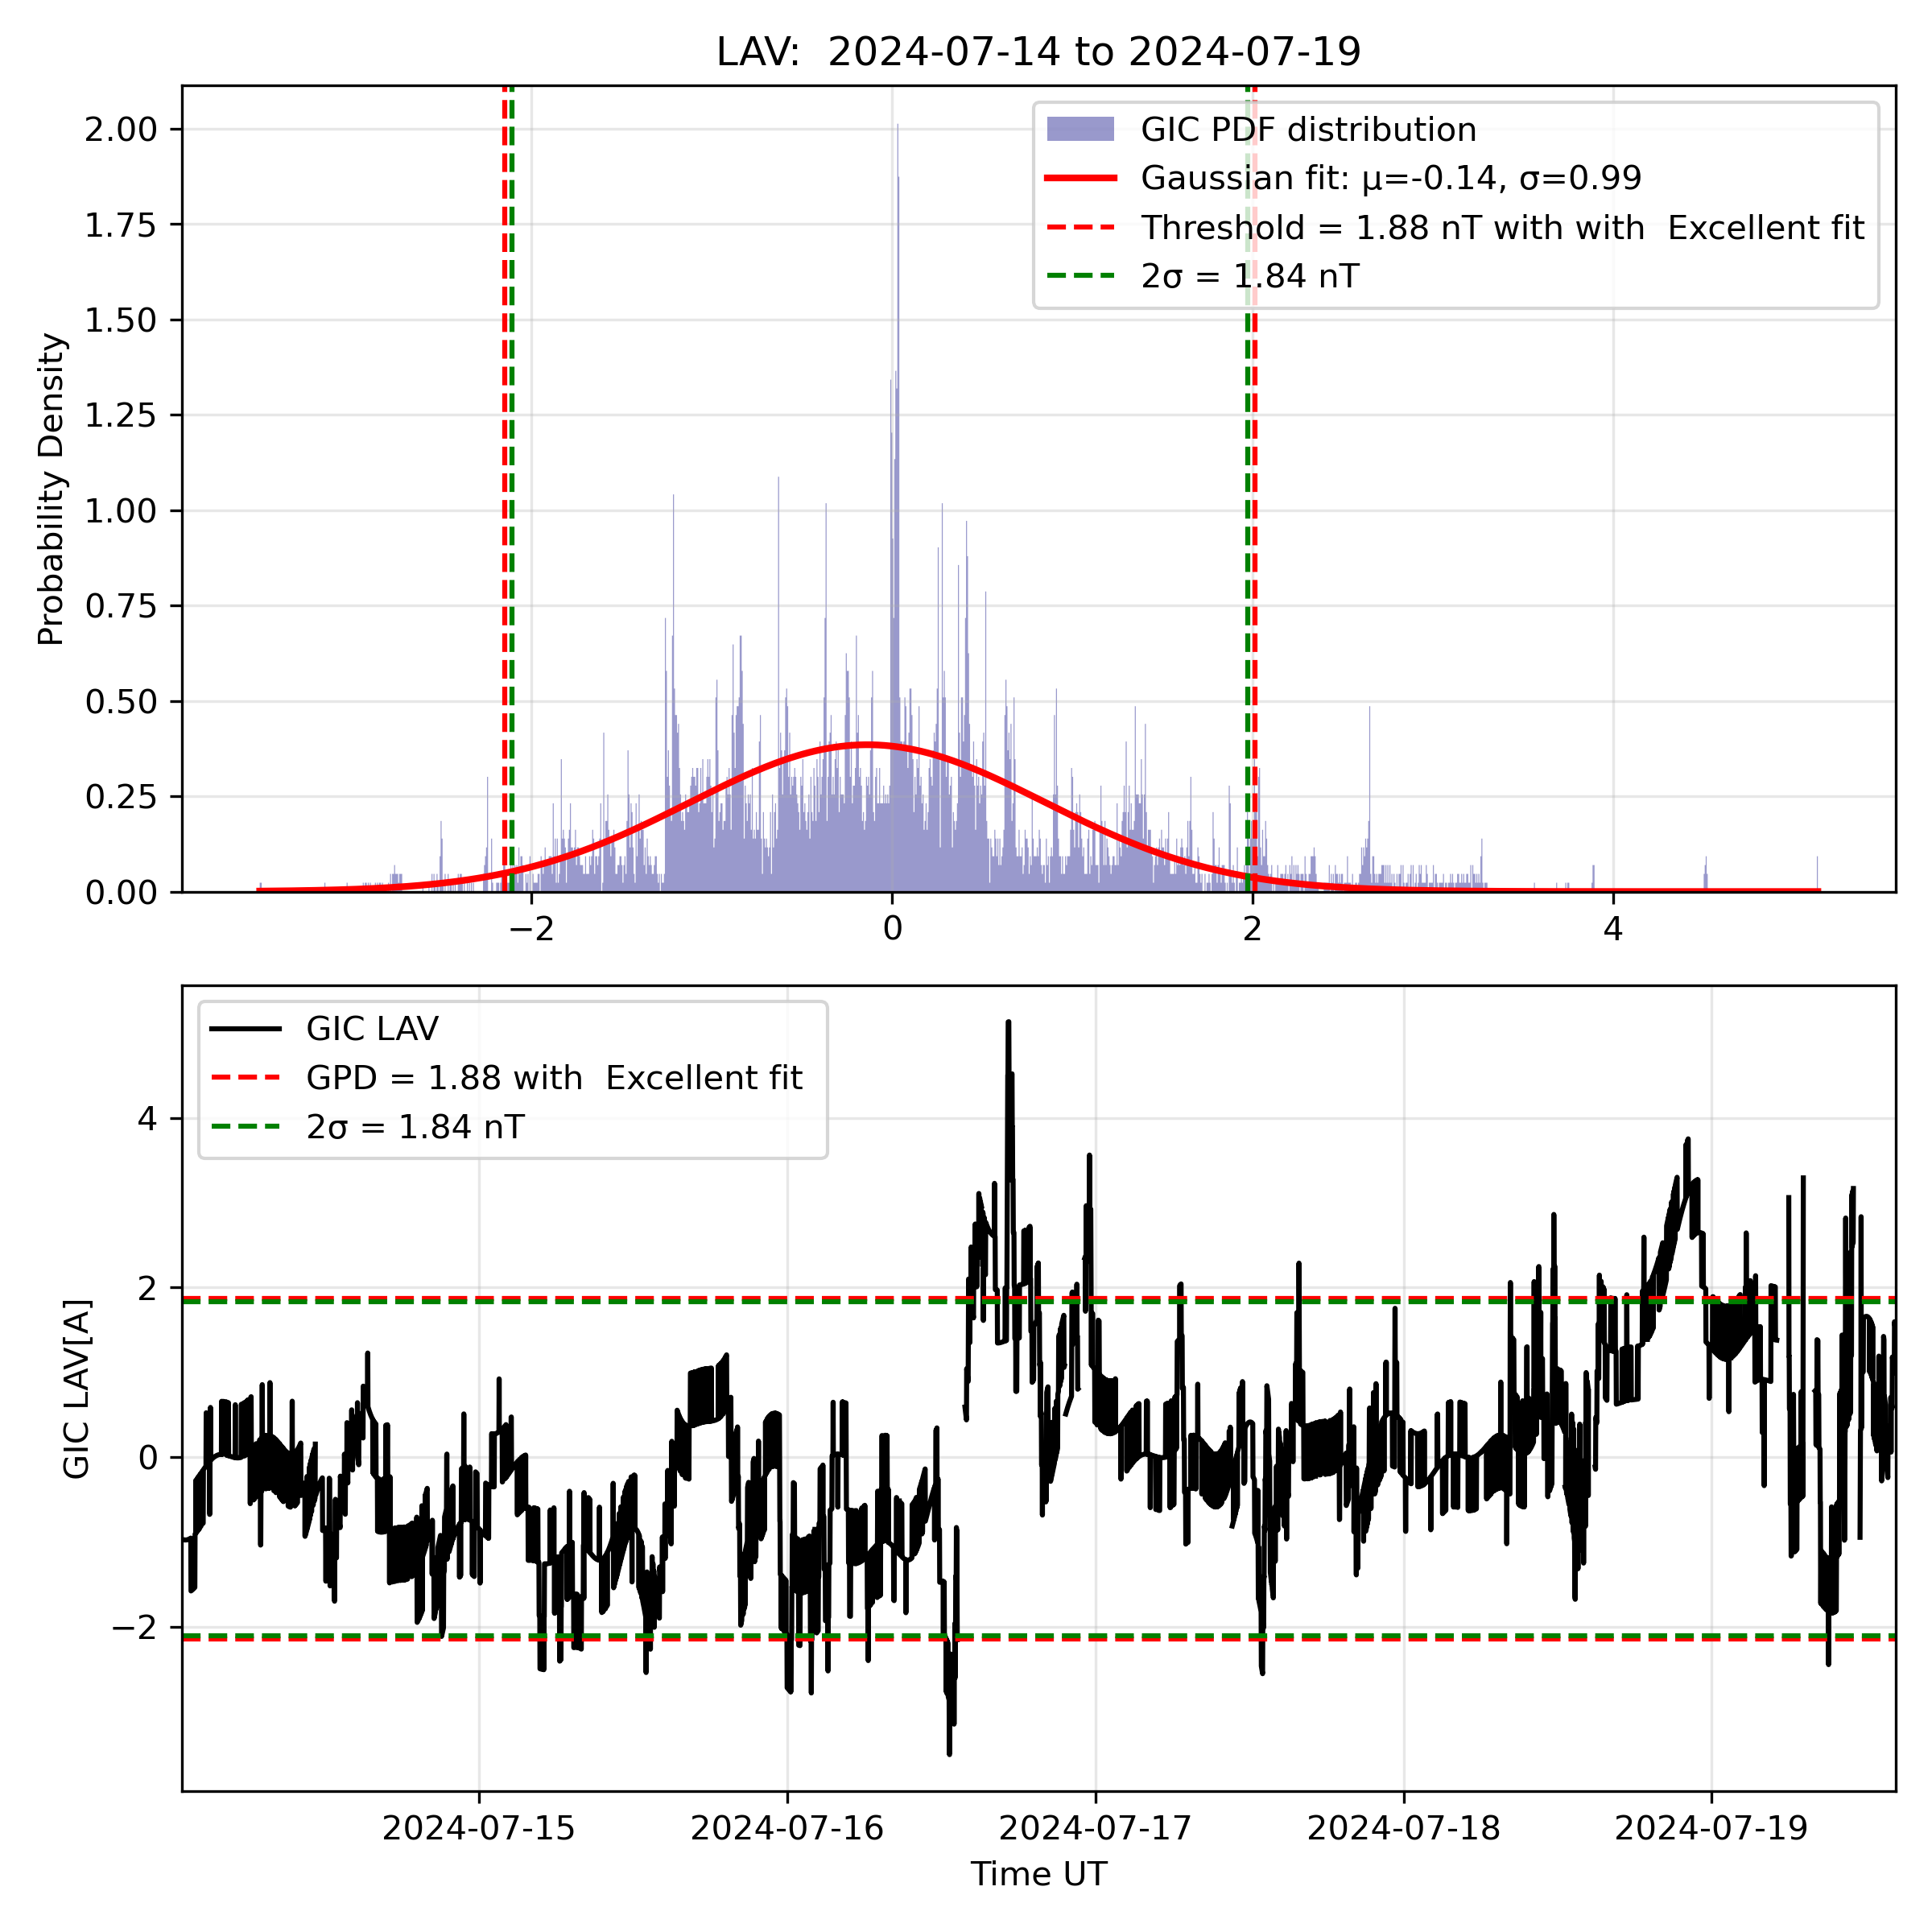 LAV:  2024-07-14 to 2024-07-19
2.00
1.75
1.50
1.25
1.00
0.75
0.50
0.25
0.00
Probability Density
GIC PDF distribution
Gaussian fit: μ=-0.14, σ=0.99
Threshold = 1.88 nT with with  Excellent fit
2σ = 1.84 nT
−2
0
2
4
GIC LAV
GPD = 1.88 with  Excellent fit
2σ = 1.84 nT
4
2
0
−2
GIC LAV[A]
2024-07-15
2024-07-16
2024-07-17
2024-07-18
2024-07-19
Time UT